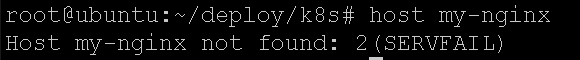 root@ubuntu:~/deploy/k8s# host my-nginx
Host my-nginx not found: 2(SERVFAIL)